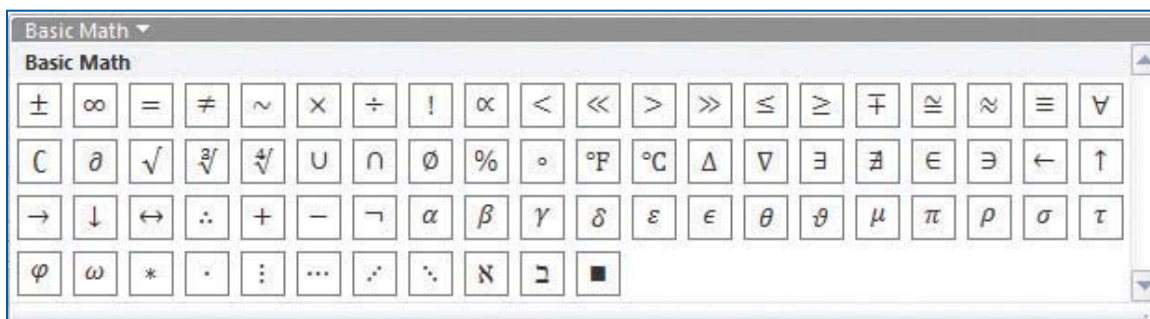 Basic Math
Basic Math
± ∞ = ≠ ~ × ÷ ! ∝ < ≪ > ≫ ≤ ≥ ∓ ≅ ≈ ≡ ∀
∁ ∂ √ ∛ ∜ ∪ ∩ ∅ % ° °F °C ∆ ∇ ∃ ∄ ∈ ∋ ← ↑
→ ↓ ↔ ∴ + − ¬ α β γ δ ε ϵ θ ϑ μ π ρ σ τ
φ ω * ∙ ⋮ ⋯ ⋰ ⋱ ℵ ℶ ∎